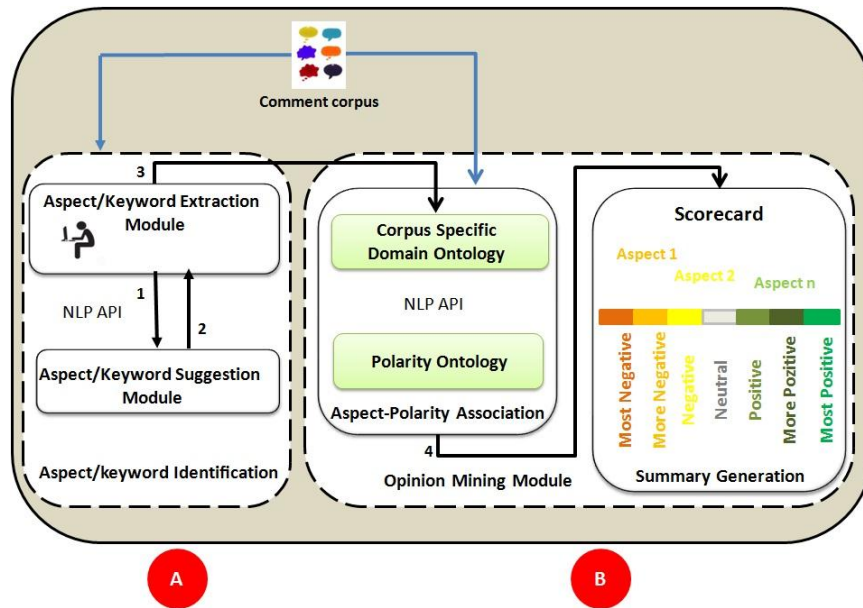 Comment corpus
3
Aspect/Keyword Extraction
Module
1
NLP API
2
Aspect/Keyword Suggestion
Module
Aspect/keyword Identification
Corpus Specific
Domain Ontology
NLP API
Polarity Ontology
Aspect-Polarity Association
4
Opinion Mining Module
Scorecard
Aspect 1
Aspect 2
Aspect n
Most Negative
More Negative
Negative
Neutral
Positive
More Pozitive
Most Positive
Summary Generation
A
B